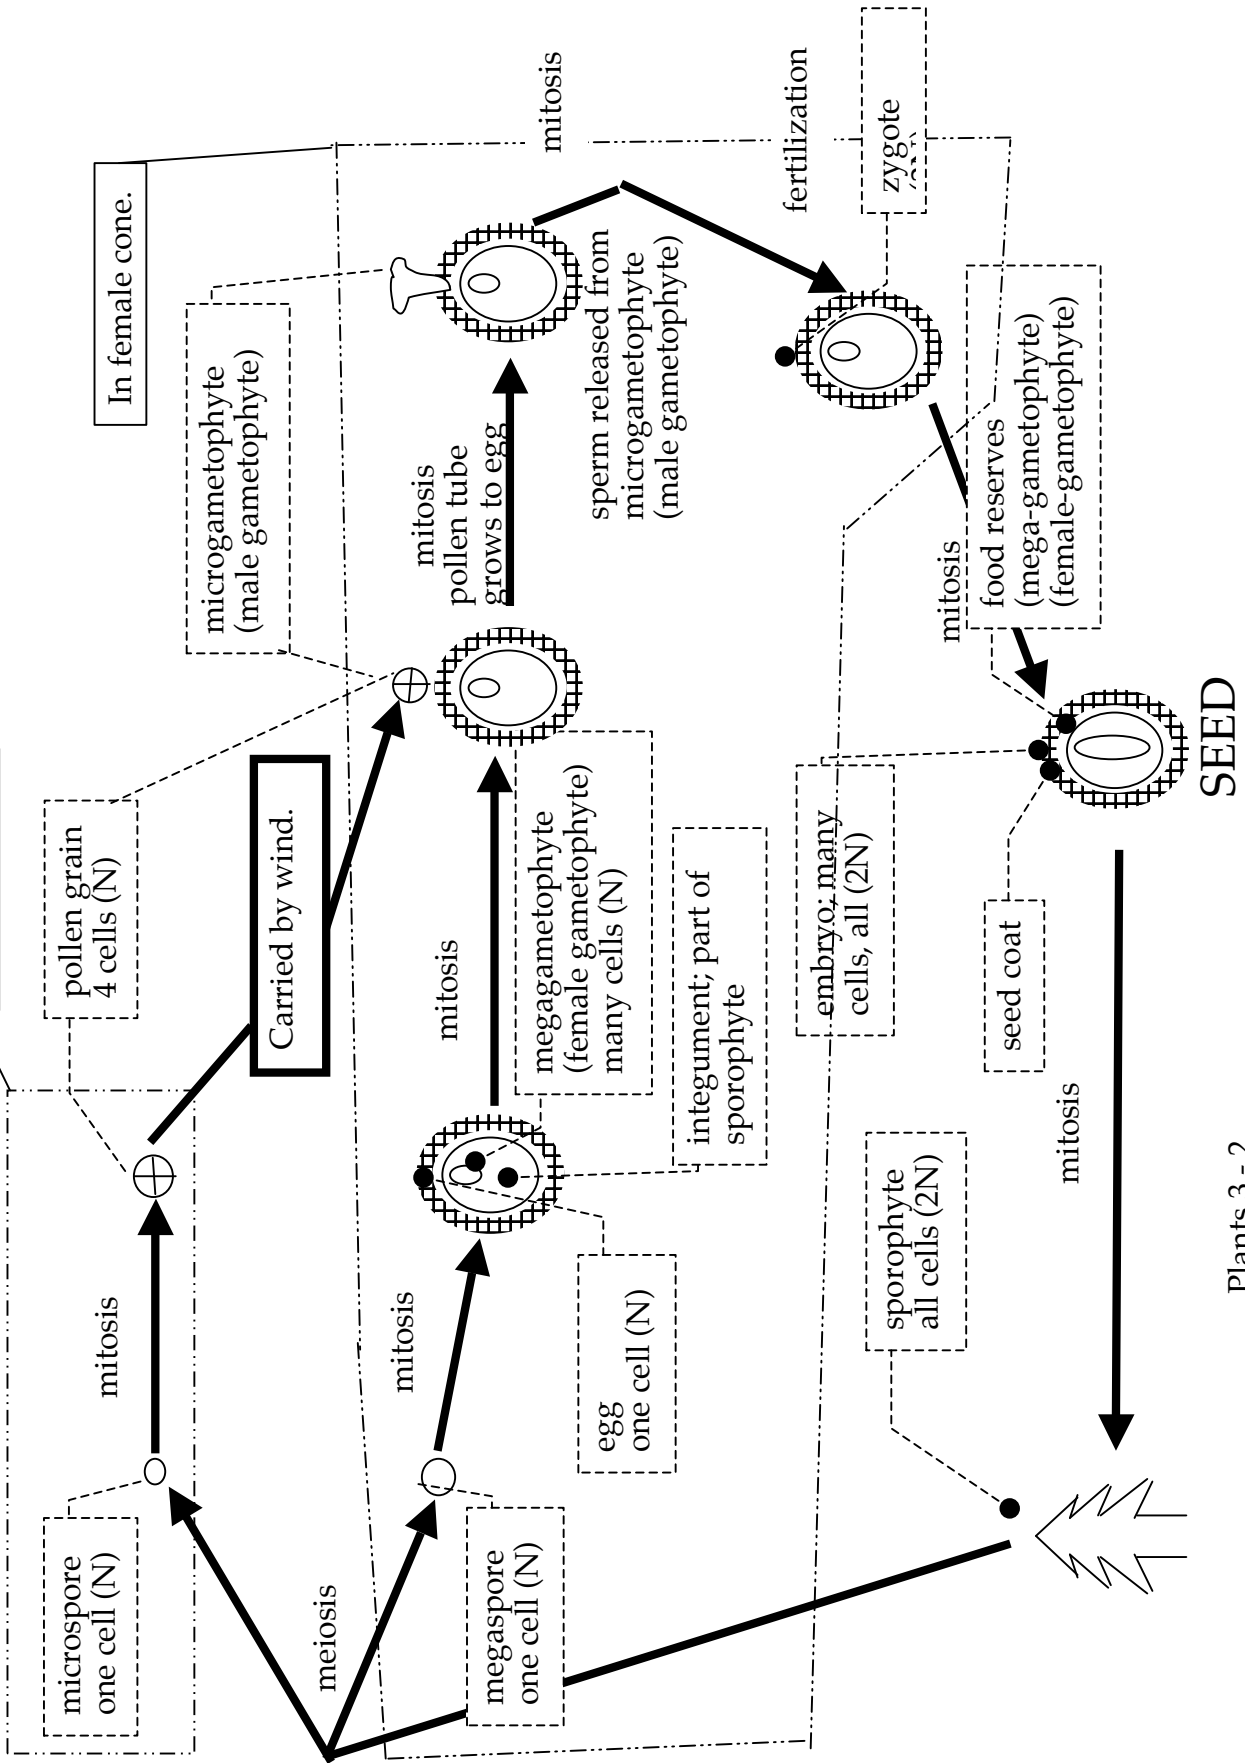 microspore
one cell (N)
mitosis
pollen grain
4 cells (N)
In female cone.
meiosis
Carried by wind.
microgametophyte
(male gametophyte)
megaspore
one cell (N)
mitosis
egg
one cell (N)
mitosis
megagametophyte
(female gametophyte)
many cells (N)
integument; part of
sporophyte
mitosis
pollen tube
grows to egg
sperm released from
microgametophyte
(male gametophyte)
mitosis
fertilization
zygote
mitosis
food reserves
(mega-gametophyte)
(female-gametophyte)
embryo; many
cells, all (2N)
seed coat
SEED
mitosis
sporophyte
all cells (2N)
Plants 3 - 2